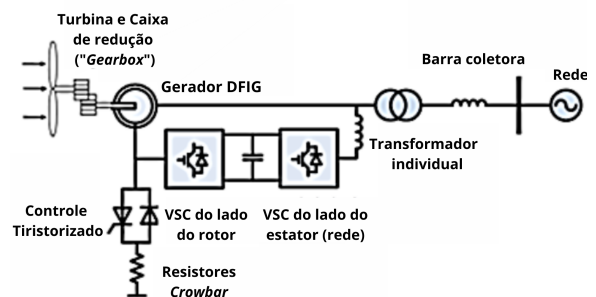 Turbina e Caixa
de redução
("Gearbox")
Gerador DFIG
Barra coletora
Rede
Transformador
individual
Controle
Tiristorizado
VSC do lado
do rotor
VSC do lado do
estator (rede)
Resistores
Crowbar